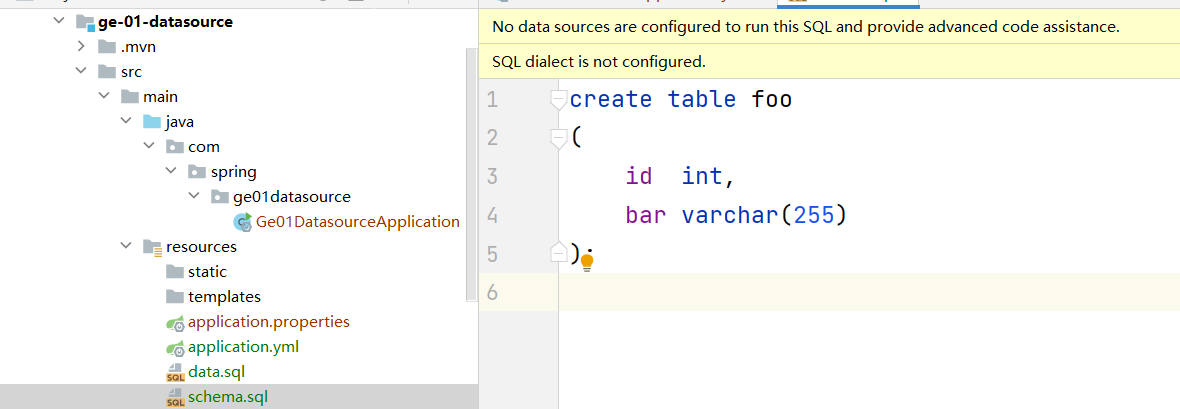 ge-01-datasource
.mvn
src
main
java
com
spring
ge01datasource
Ge01DatasourceApplication
resources
static
templates
application.properties
application.yml
data.sql
schema.sql
No data sources are configured to run this SQL and provide advanced code assistance.
SQL dialect is not configured.
1 create table foo
2 (
3 id int,
4 bar varchar(255)
5 );
6